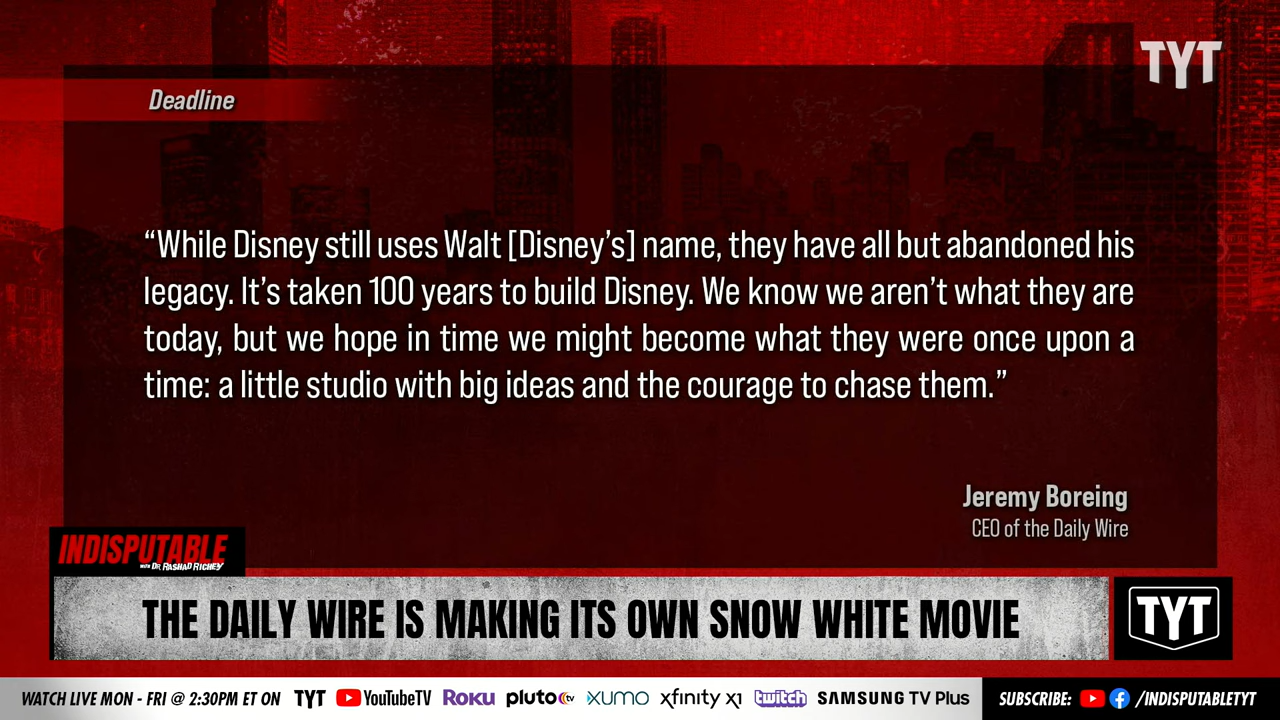 TYT
Deadline
“While Disney still uses Walt [Disney’s] name, they have all but abandoned his
legacy. It’s taken 100 years to build Disney. We know we aren’t what they are
today, but we hope in time we might become what they were once upon a
time: a little studio with big ideas and the courage to chase them.”
Jeremy Boreing
CEO of the Daily Wire
INDISPUTABLE
WITH DR. RASHAD RICHEY
THE DAILY WIRE IS MAKING ITS OWN SNOW WHITE MOVIE
TYT
WATCH LIVE MON - FRI @ 2:30PM ET ON TYT YouTubeTV ROKU pluto tv xumo xfinity x1 twitch SAMSUNG TV Plus SUBSCRIBE: /INDISPUTABLETYT